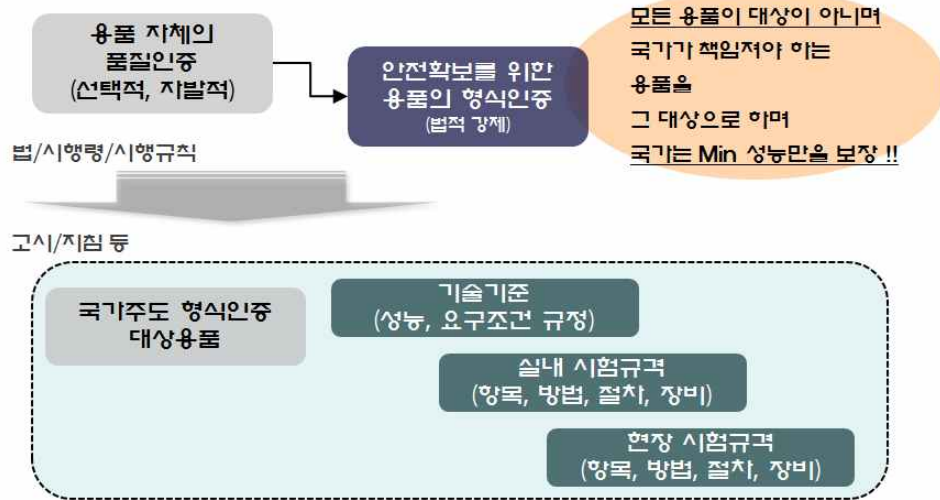 용품 자체의
품질인증
(선택적, 자발적)
안전확보를 위한
용품의 형식인증
(법적 강제)
모든 용품이 대상이 아니며
국가가 책임져야 하는
용품을
그 대상으로 하며
국가는 Min 성능만을 보장 !!
법/시행령/시행규칙
고시/지침 등
국가주도 형식인증
대상용품
기술기준
(성능, 요구조건 규정)
실내 시험규격
(항목, 방법, 절차, 장비)
현장 시험규격
(항목, 방법, 절차, 장비)